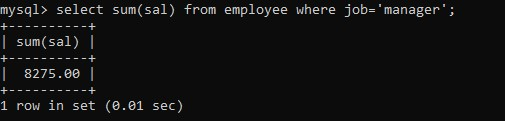 mysql> select sum(sal) from employee where job='manager';
+----------+
| sum(sal) |
+----------+
|  8275.00 |
+----------+
1 row in set (0.01 sec)